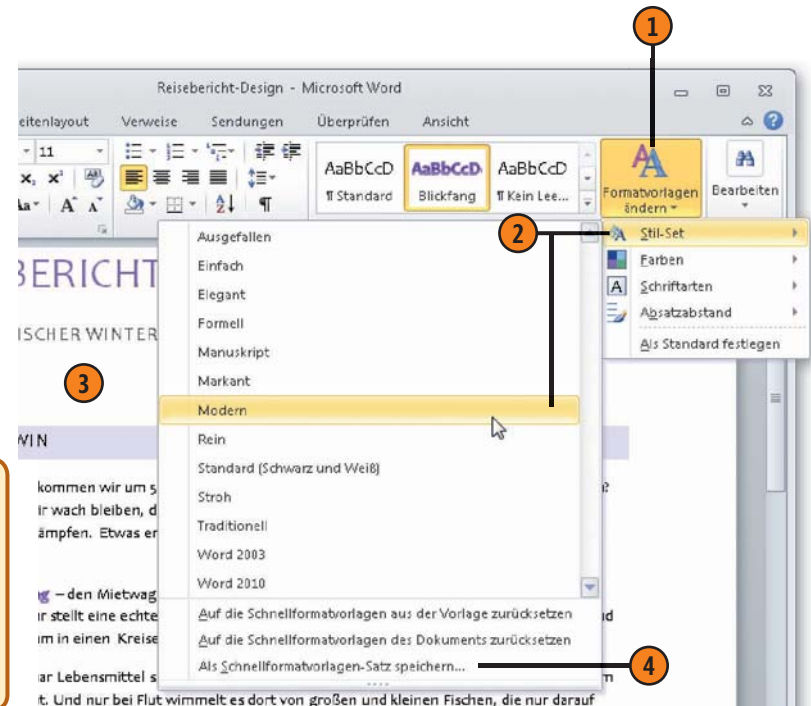 1
Reisebericht-Design - Microsoft Word
eitenlayout Verweise Sendungen Überprüfen Ansicht
11
AaBbCcD AaBbCcD AaBbCcD
¶ Standard Blickfang ¶ Kein Lee...
Formatvorlagen ändern
Bearbeiten
2
Stil-Set
Farben
Schriftarten
Absatzabstand
Als Standard festlegen
Ausgefallen
Einfach
Elegant
Formell
Manuskript
Markant
Modern
Rein
Standard (Schwarz und Weiß)
Stroh
Traditionell
Word 2003
Word 2010
Auf die Schnellformatvorlagen aus der Vorlage zurücksetzen
Auf die Schnellformatvorlagen des Dokuments zurücksetzen
Als Schnellformatvorlagen-Satz speichern...
4
BERICHT
ISCHER WINTER
3
WIN
kommen wir um 5
ir wach bleiben, d
ämpfen. Etwas er
– den Mietwag
ir stellt eine echte
um in einen Kreise
ar Lebensmittel s
t. Und nur bei Flut wimmelt es dort von großen und kleinen Fischen, die nur darauf